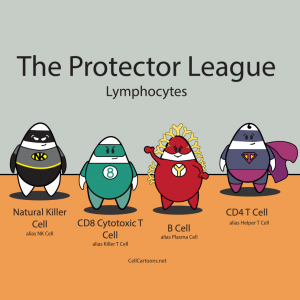 The Protector League
Lymphocytes
NK
8
Y
T
Natural Killer
Cell
alias NK Cell
CD8 Cytotoxic T
Cell
alias Killer T Cell
B Cell
alias Plasma Cell
CD4 T Cell
alias Helper T Cell
CellCartoons.net